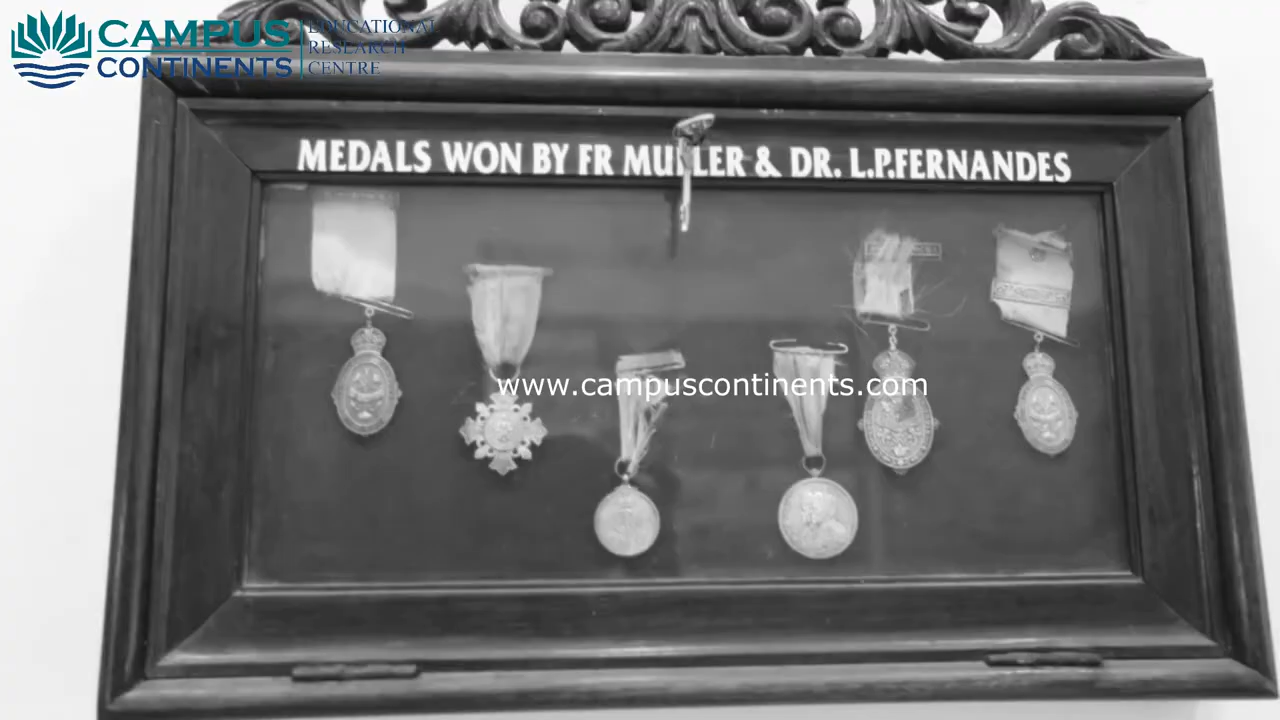 CAMPUS
CONTINENTS
EDUCATIONAL
RESEARCH
CENTRE
MEDALS WON BY FR MULLER & DR. L.P.FERNANDES
www.campuscontinents.com